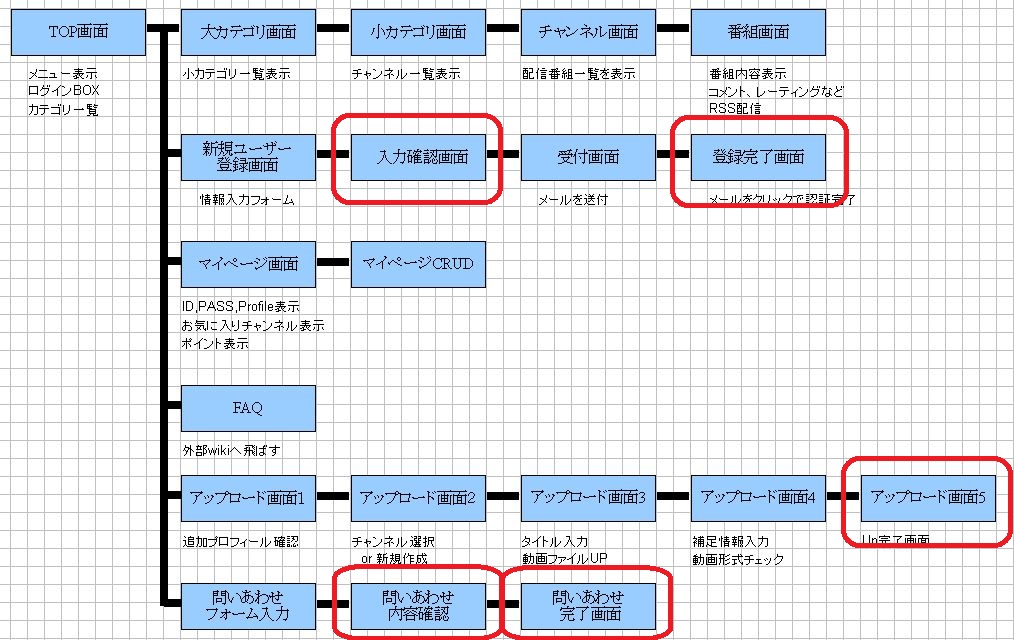 TOP画面
大カテゴリ画面
小カテゴリ画面
チャンネル画面
番組画面
メニュー表示
ログインBOX
カテゴリ一覧
小カテゴリ一覧表示
チャンネル一覧表示
配信番組一覧を表示
番組内容表示
コメント、レーティングなど
RSS配信
新規ユーザー
登録画面
入力確認画面
受付画面
登録完了画面
情報入力フォーム
メールを送付
メールをクリックで認証完了
マイページ画面
マイページCRUD
ID,PASS,Profile表示
お気に入りチャンネル表示
ポイント表示
FAQ
外部wikiへ飛ばす
アップロード画面1
アップロード画面2
アップロード画面3
アップロード画面4
アップロード画面5
追加プロフィール確認
チャンネル選択
or 新規作成
タイトル入力
動画ファイルUP
補足情報入力
動画形式チェック
Up完了画面
問いあわせ
フォーム入力
問いあわせ
内容確認
問いあわせ
完了画面